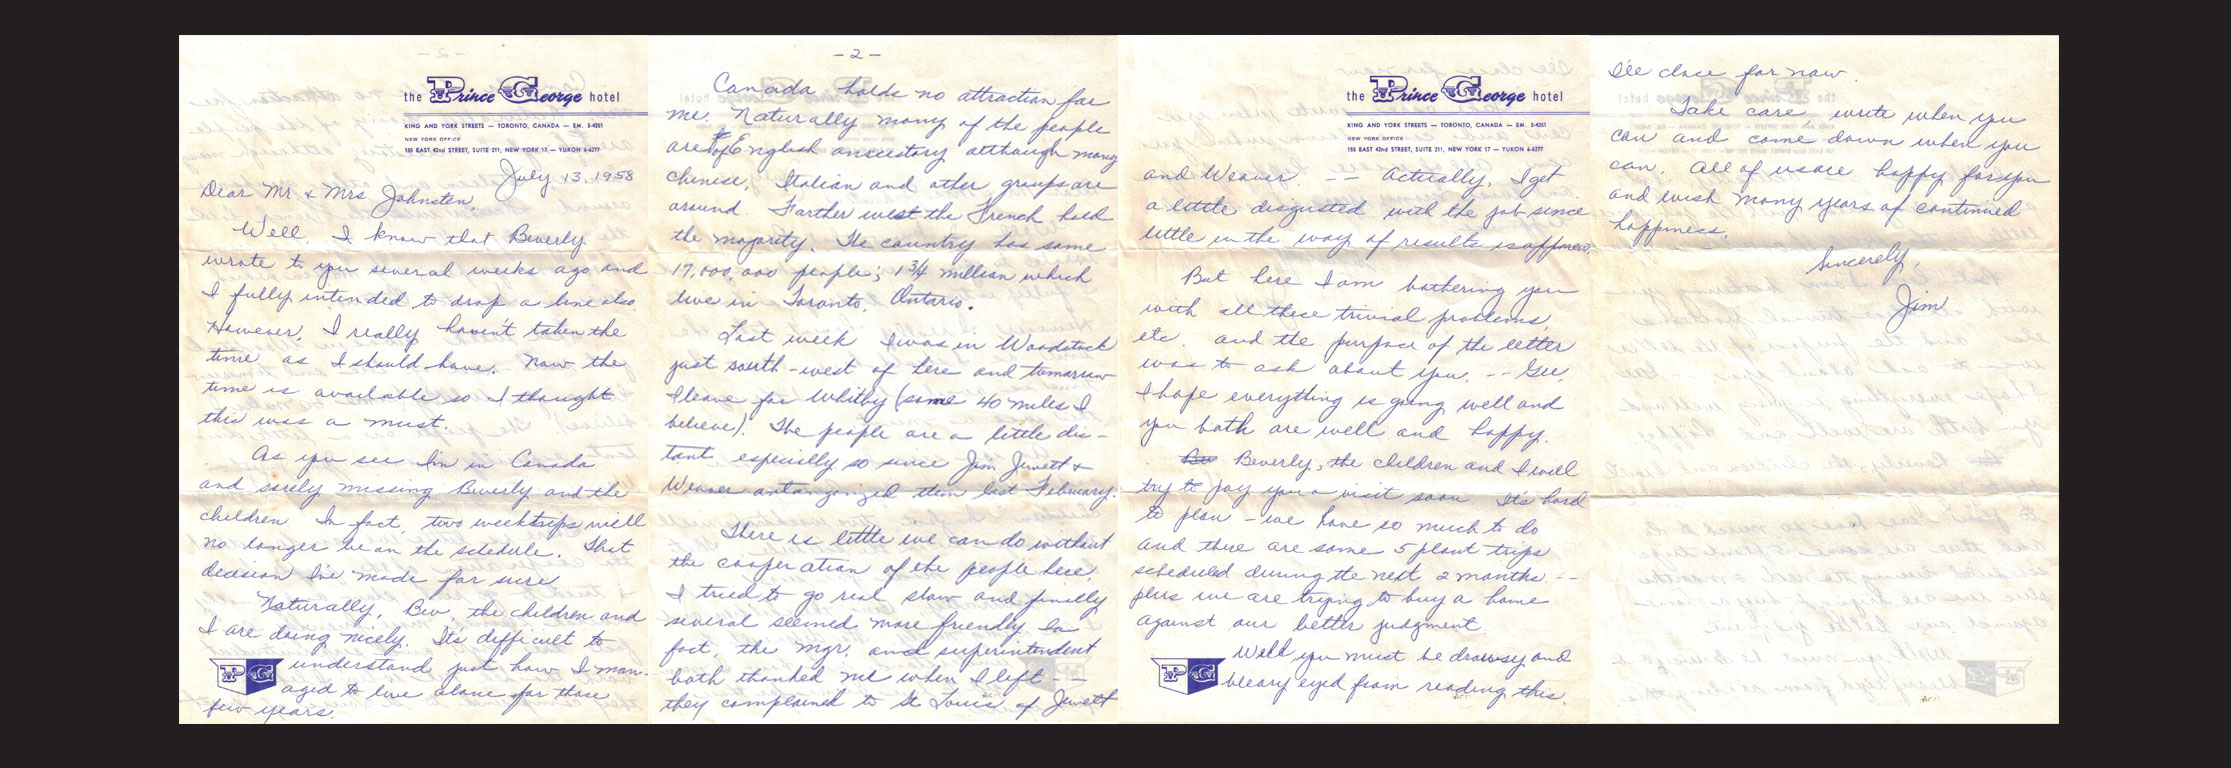 the Prince George hotel
KING AND YORK STREETS — TORONTO, CANADA — EM. 3-4351
NEW YORK OFFICE
155 EAST 42nd STREET, SUITE 211, NEW YORK 17 — YUKON 6-6277
July 13, 1958
Dear Mr. & Mrs Johnsten,
Well, I know that Beverly
wrote to you several weeks ago and
I fully intended to drop a line also.
However, I really haven't taken the
time as I should have. Now the
time is available so I thought
this was a must.
As you see I'm in Canada
and sorely missing Beverly and the
children. In fact, two week trips will
no longer be on the schedule. That
decision I've made for sure
Naturally, Bev, the children and
I are doing nicely. It's difficult to
understand just how I man-
aged to live alone for those
few years.
PG
-2-
Canada holds no attraction for
me. Naturally many of the people
are of English ancestory although many
Chinese, Italian and other groups are
around. Farther west the French hold
the majority. The country has some
17,000,000 people; 1 3/4 million which
live in Toronto, Ontario.
Last week I was in Woodstock
just south-west of here and tomorrow
I leave for Whitby (some 40 miles I
believe). The people are a little dis-
tant especially so since Jim Jewett &
Weaver antangonzed them last February.
There is little we can do without
the cooperation of the people here.
I tried to go real slow and finally
several seemed more friendly. In
fact, the mgr. and superintendent
both thanked me when I left --
they complained to St Louis of Jewett
the Prince George hotel
KING AND YORK STREETS — TORONTO, CANADA — EM. 3-4351
NEW YORK OFFICE
155 EAST 42nd STREET, SUITE 211, NEW YORK 17 — YUKON 6-6277
and Weaver. -- Actually, I get
a little disgusted with the job since
little in the way of results is
But here I am bothering you
with all these trivial problems,
etc. and the purpose of the letter
was to ask about you. -- Gee,
I hope everything is going well and
you both are well and happy.
Beverly, the children and I will
try to pay you a visit soon. It's hard
to plan - we have so much to do
and there are some 5 plant trips
scheduled during the next 2 months --
plus we are trying to buy a home
against our better judgment.
Well you must be drowsy and
bleary eyed from reading this.
PG
I'll close for now.
Take care, write when you
can and come down when you
can. All of us are happy for you
and wish many years of continued
happiness.
Sincerely,
Jim